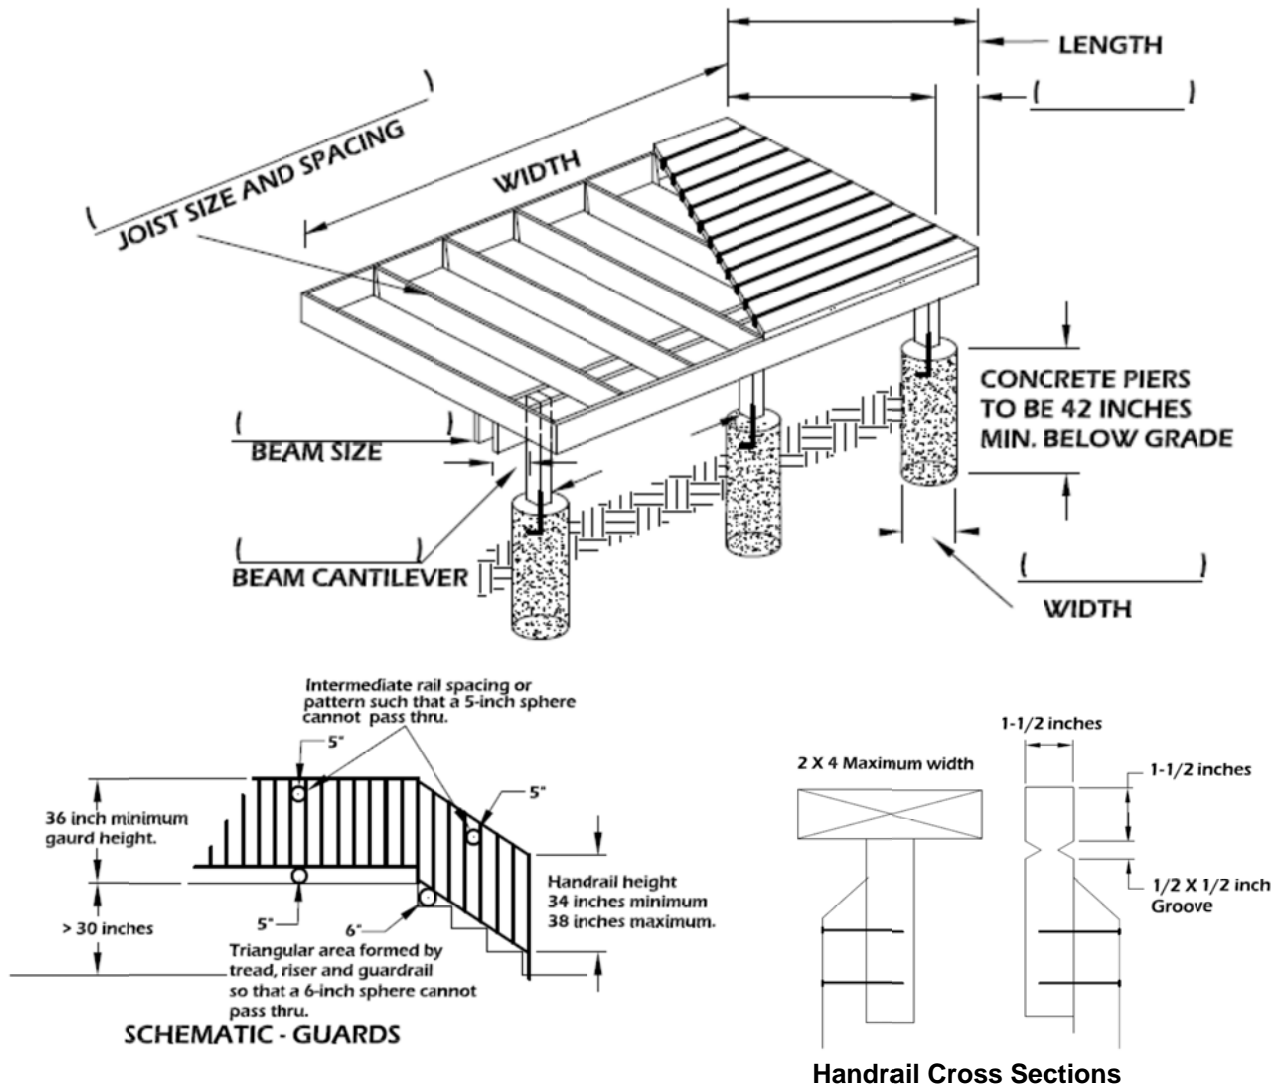 LENGTH
(          )
(          )
JOIST SIZE AND SPACING
WIDTH
CONCRETE PIERS
TO BE 42 INCHES
MIN. BELOW GRADE
(          )
BEAM SIZE
(          )
BEAM CANTILEVER
(          )
WIDTH
Intermediate rail spacing or
pattern such that a 5-inch sphere
cannot pass thru.
5"
5"
36 inch minimum
gaurd height.
Handrail height
34 inches minimum
38 inches maximum.
> 30 inches
5"
6"
Triangular area formed by
tread, riser and guardrail
so that a 6-inch sphere cannot
pass thru.
SCHEMATIC - GUARDS
1-1/2 inches
2 X 4 Maximum width
1-1/2 inches
1/2 X 1/2 inch
Groove
Handrail Cross Sections